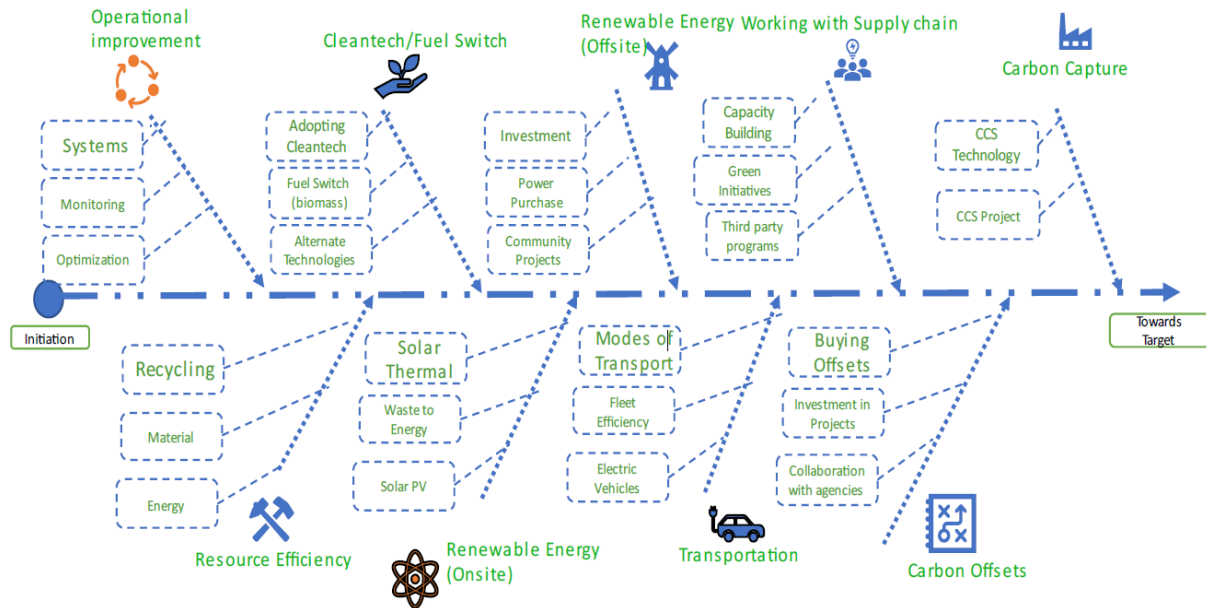 Operational
improvement
Cleantech/Fuel Switch
Renewable Energy
(Offsite)
Working with Supply chain
Carbon Capture
Systems
Monitoring
Optimization
Adopting
Cleantech
Fuel Switch
(biomass)
Alternate
Technologies
Investment
Power
Purchase
Community
Projects
Capacity
Building
Green
Initiatives
Third party
programs
CCS
Technology
CCS Project
Initiation
Towards
Target
Recycling
Material
Energy
Solar
Thermal
Waste to
Energy
Solar PV
Modes of
Transport
Fleet
Efficiency
Electric
Vehicles
Buying
Offsets
Investment in
Projects
Collaboration
with agencies
Resource Efficiency
Renewable Energy
(Onsite)
Transportation
Carbon Offsets